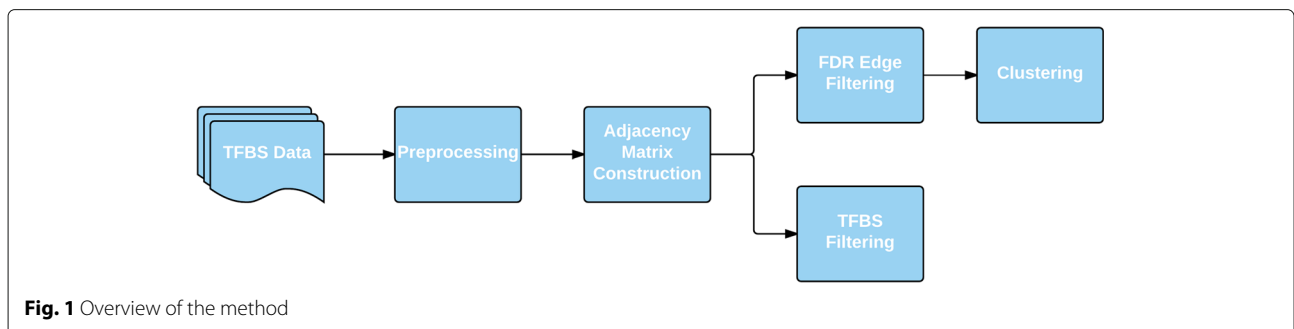 TFBS Data
Preprocessing
Adjacency
Matrix
Construction
FDR Edge
Filtering
Clustering
TFBS
Filtering
Fig. 1 Overview of the method